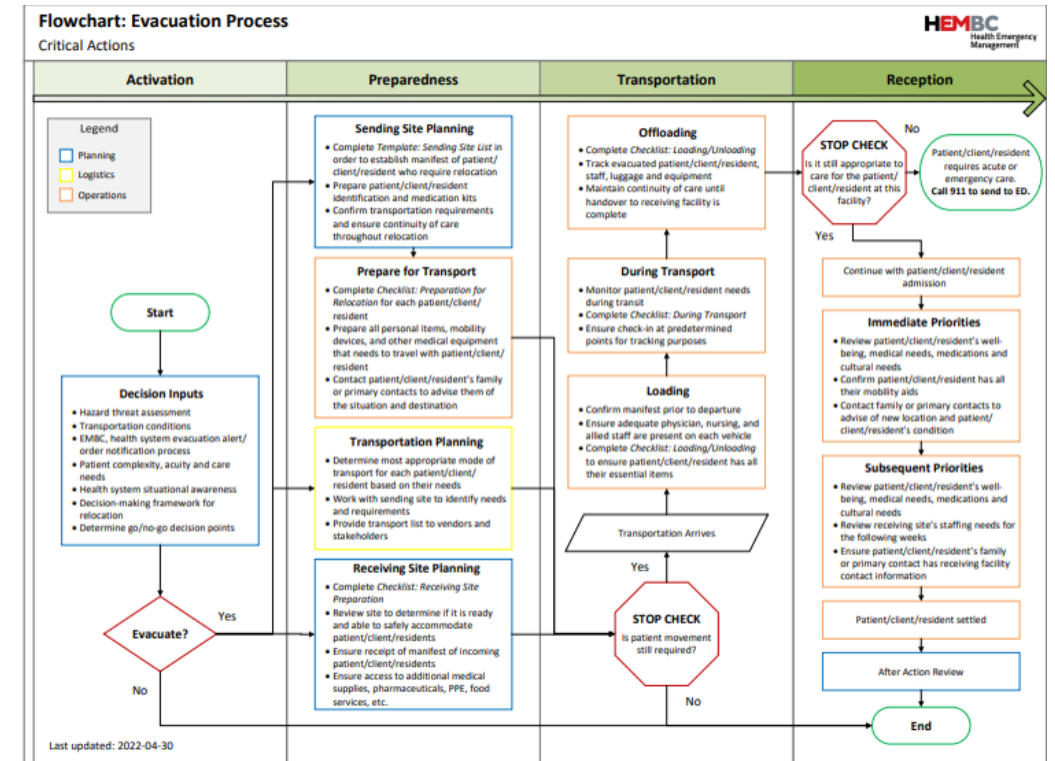 Flowchart: Evacuation Process
Critical Actions
HEMBC
Health Emergency
Management
Activation
Preparedness
Transportation
Reception
Legend
Planning
Logistics
Operations
Start
Decision Inputs
• Hazard threat assessment
• Transportation conditions
• EMBC, health system evacuation alert/
order notification process
• Patient complexity, acuity and care
needs
• Health system situational awareness
• Decision-making framework for
relocation
• Determine go/no-go decision points
Evacuate?
Yes
No
Last updated: 2022-04-30
Sending Site Planning
• Complete Template: Sending Site List in
order to establish manifest of patient/
client/resident who require relocation
• Prepare patient/client/resident
identification and medication kits
• Confirm transportation requirements
and ensure continuity of care
throughout relocation
Prepare for Transport
• Complete Checklist: Preparation for
Relocation for each patient/client/
resident
• Prepare all personal items, mobility
devices, and other medical equipment
that needs to travel with patient/client/
resident
• Contact patient/client/resident's family
or primary contacts to advise them of
the situation and destination
Transportation Planning
• Determine most appropriate mode of
transport for each patient/client/
resident based on their needs
• Work with sending site to identify needs
and requirements
• Provide transport list to vendors and
stakeholders
Receiving Site Planning
• Complete Checklist: Receiving Site
Preparation
• Review site to determine if it is ready
and able to safely accommodate
patient/client/residents
• Ensure receipt of manifest of incoming
patient/client/residents
• Ensure access to additional medical
supplies, pharmaceuticals, PPE, food
services, etc.
Offloading
• Complete Checklist: Loading/Unloading
• Track evacuated patient/client/resident,
staff, luggage and equipment
• Maintain continuity of care until
handover to receiving facility is
complete
During Transport
• Monitor patient/client/resident needs
during transit
• Complete Checklist: During Transport
• Ensure check-in at predetermined
points for tracking purposes
Loading
• Confirm manifest prior to departure
• Ensure adequate physician, nursing, and
allied staff are present on each vehicle
• Complete Checklist: Loading/Unloading
to ensure patient/client/resident has all
their essential items
Transportation Arrives
Yes
STOP CHECK
Is patient movement
still required?
No
STOP CHECK
Is it still appropriate to
care for the patient/
client/resident at this
facility?
No
Patient/client/resident
requires acute or
emergency care.
Call 911 to send to ED.
Yes
Continue with patient/client/resident
admission
Immediate Priorities
• Review patient/client/resident's well-
being, medical needs, medications and
cultural needs
• Confirm patient/client/resident has all
their mobility aids
• Contact family or primary contacts to
advise of new location and patient/
client/resident's condition
Subsequent Priorities
• Review patient/client/resident's well-
being, medical needs, medications and
cultural needs
• Review receiving site's staffing needs for
the following weeks
• Ensure patient/client/resident's family
or primary contact has receiving facility
contact information
Patient/client/resident settled
After Action Review
End